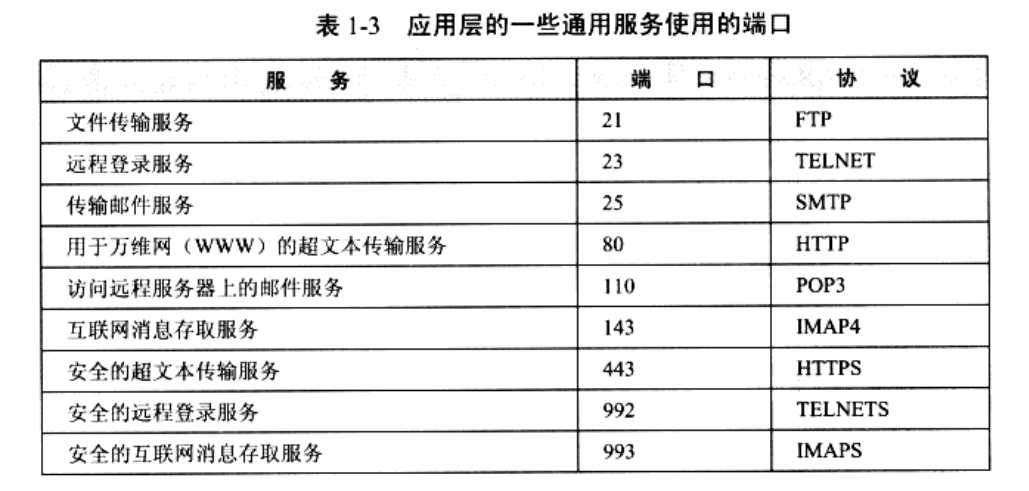 表 1-3 应用层的一些通用服务使用的端口
服 务 端 口 协 议
文件传输服务 21 FTP
远程登录服务 23 TELNET
传输邮件服务 25 SMTP
用于万维网（WWW）的超文本传输服务 80 HTTP
访问远程服务器上的邮件服务 110 POP3
互联网消息存取服务 143 IMAP4
安全的超文本传输服务 443 HTTPS
安全的远程登录服务 992 TELNETS
安全的互联网消息存取服务 993 IMAPS